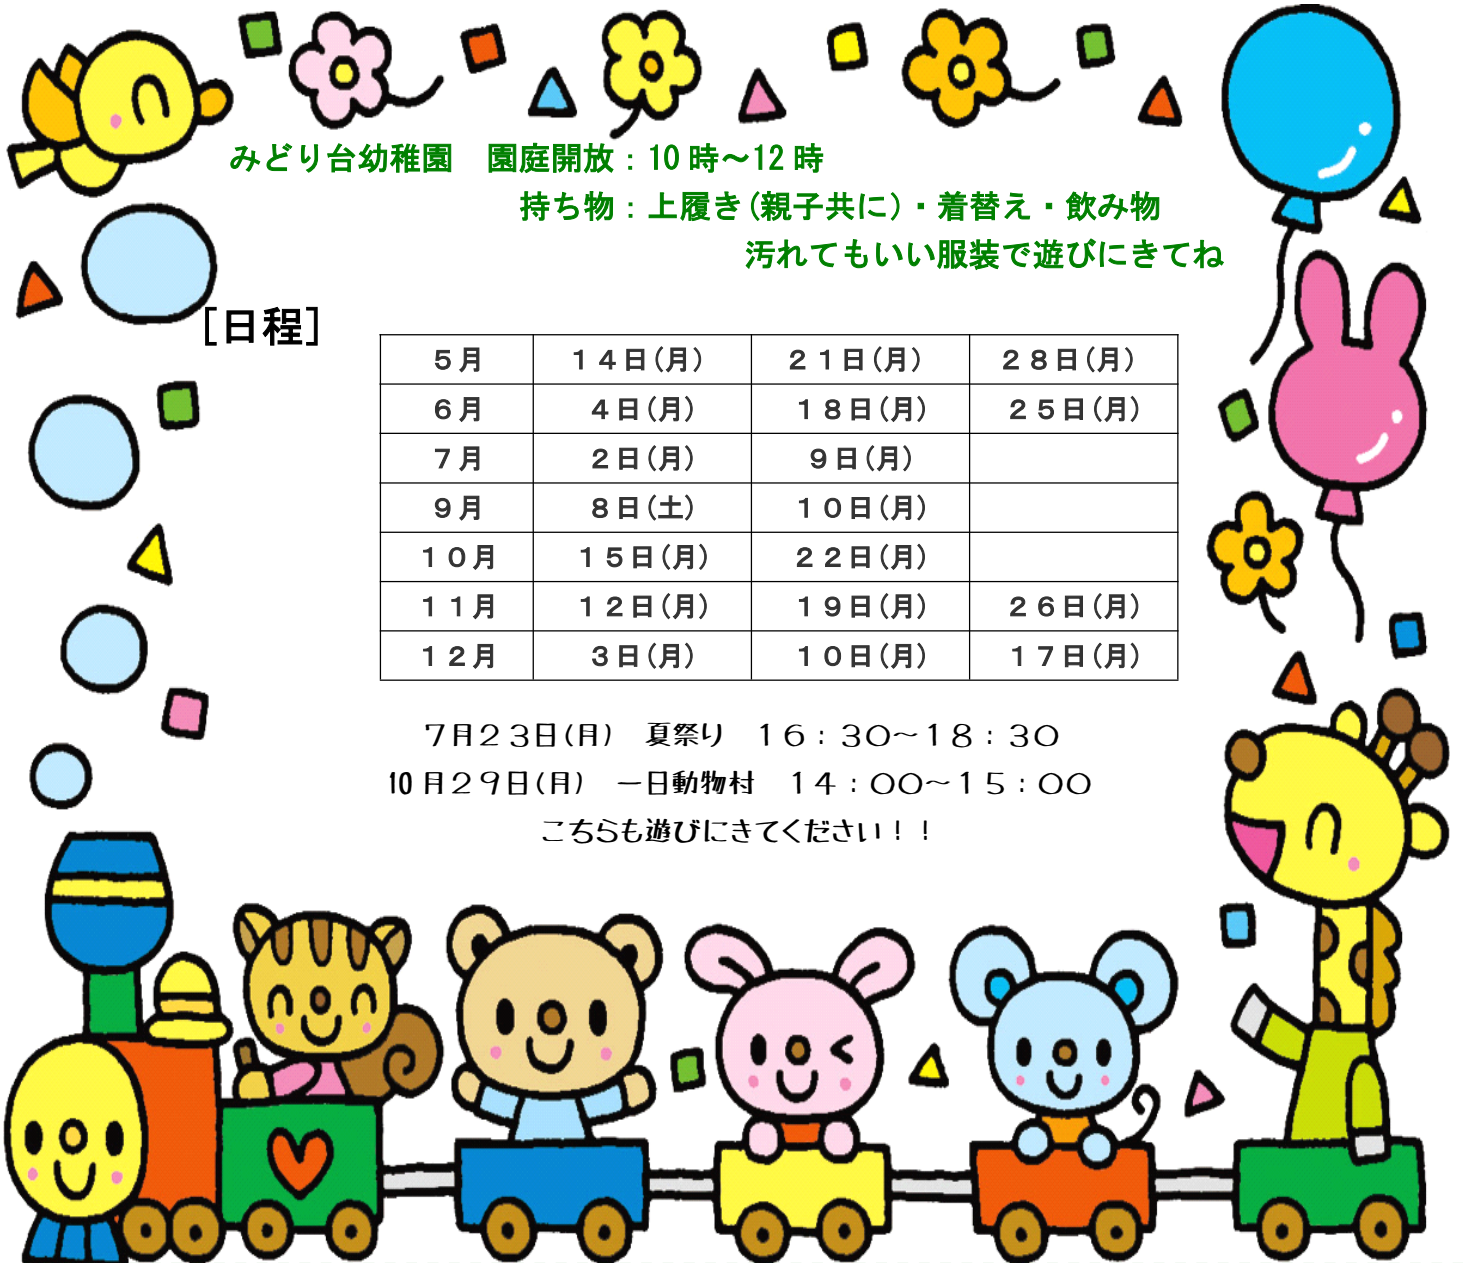 みどり台幼稚園　園庭開放：10時～12時
持ち物：上履き(親子共に)・着替え・飲み物
汚れてもいい服装で遊びにきてね
[日程]
５月 １４日(月) ２１日(月) ２８日(月)
６月 ４日(月) １８日(月) ２５日(月)
７月 ２日(月) ９日(月)
９月 ８日(土) １０日(月)
１０月 １５日(月) ２２日(月)
１１月 １２日(月) １９日(月) ２６日(月)
１２月 ３日(月) １０日(月) １７日(月)
７月２３日(月)　夏祭り　１６：３０～１８：３０
10月２９日(月)　一日動物村　１４：００～１５：００
こちらも遊びにきてください！！